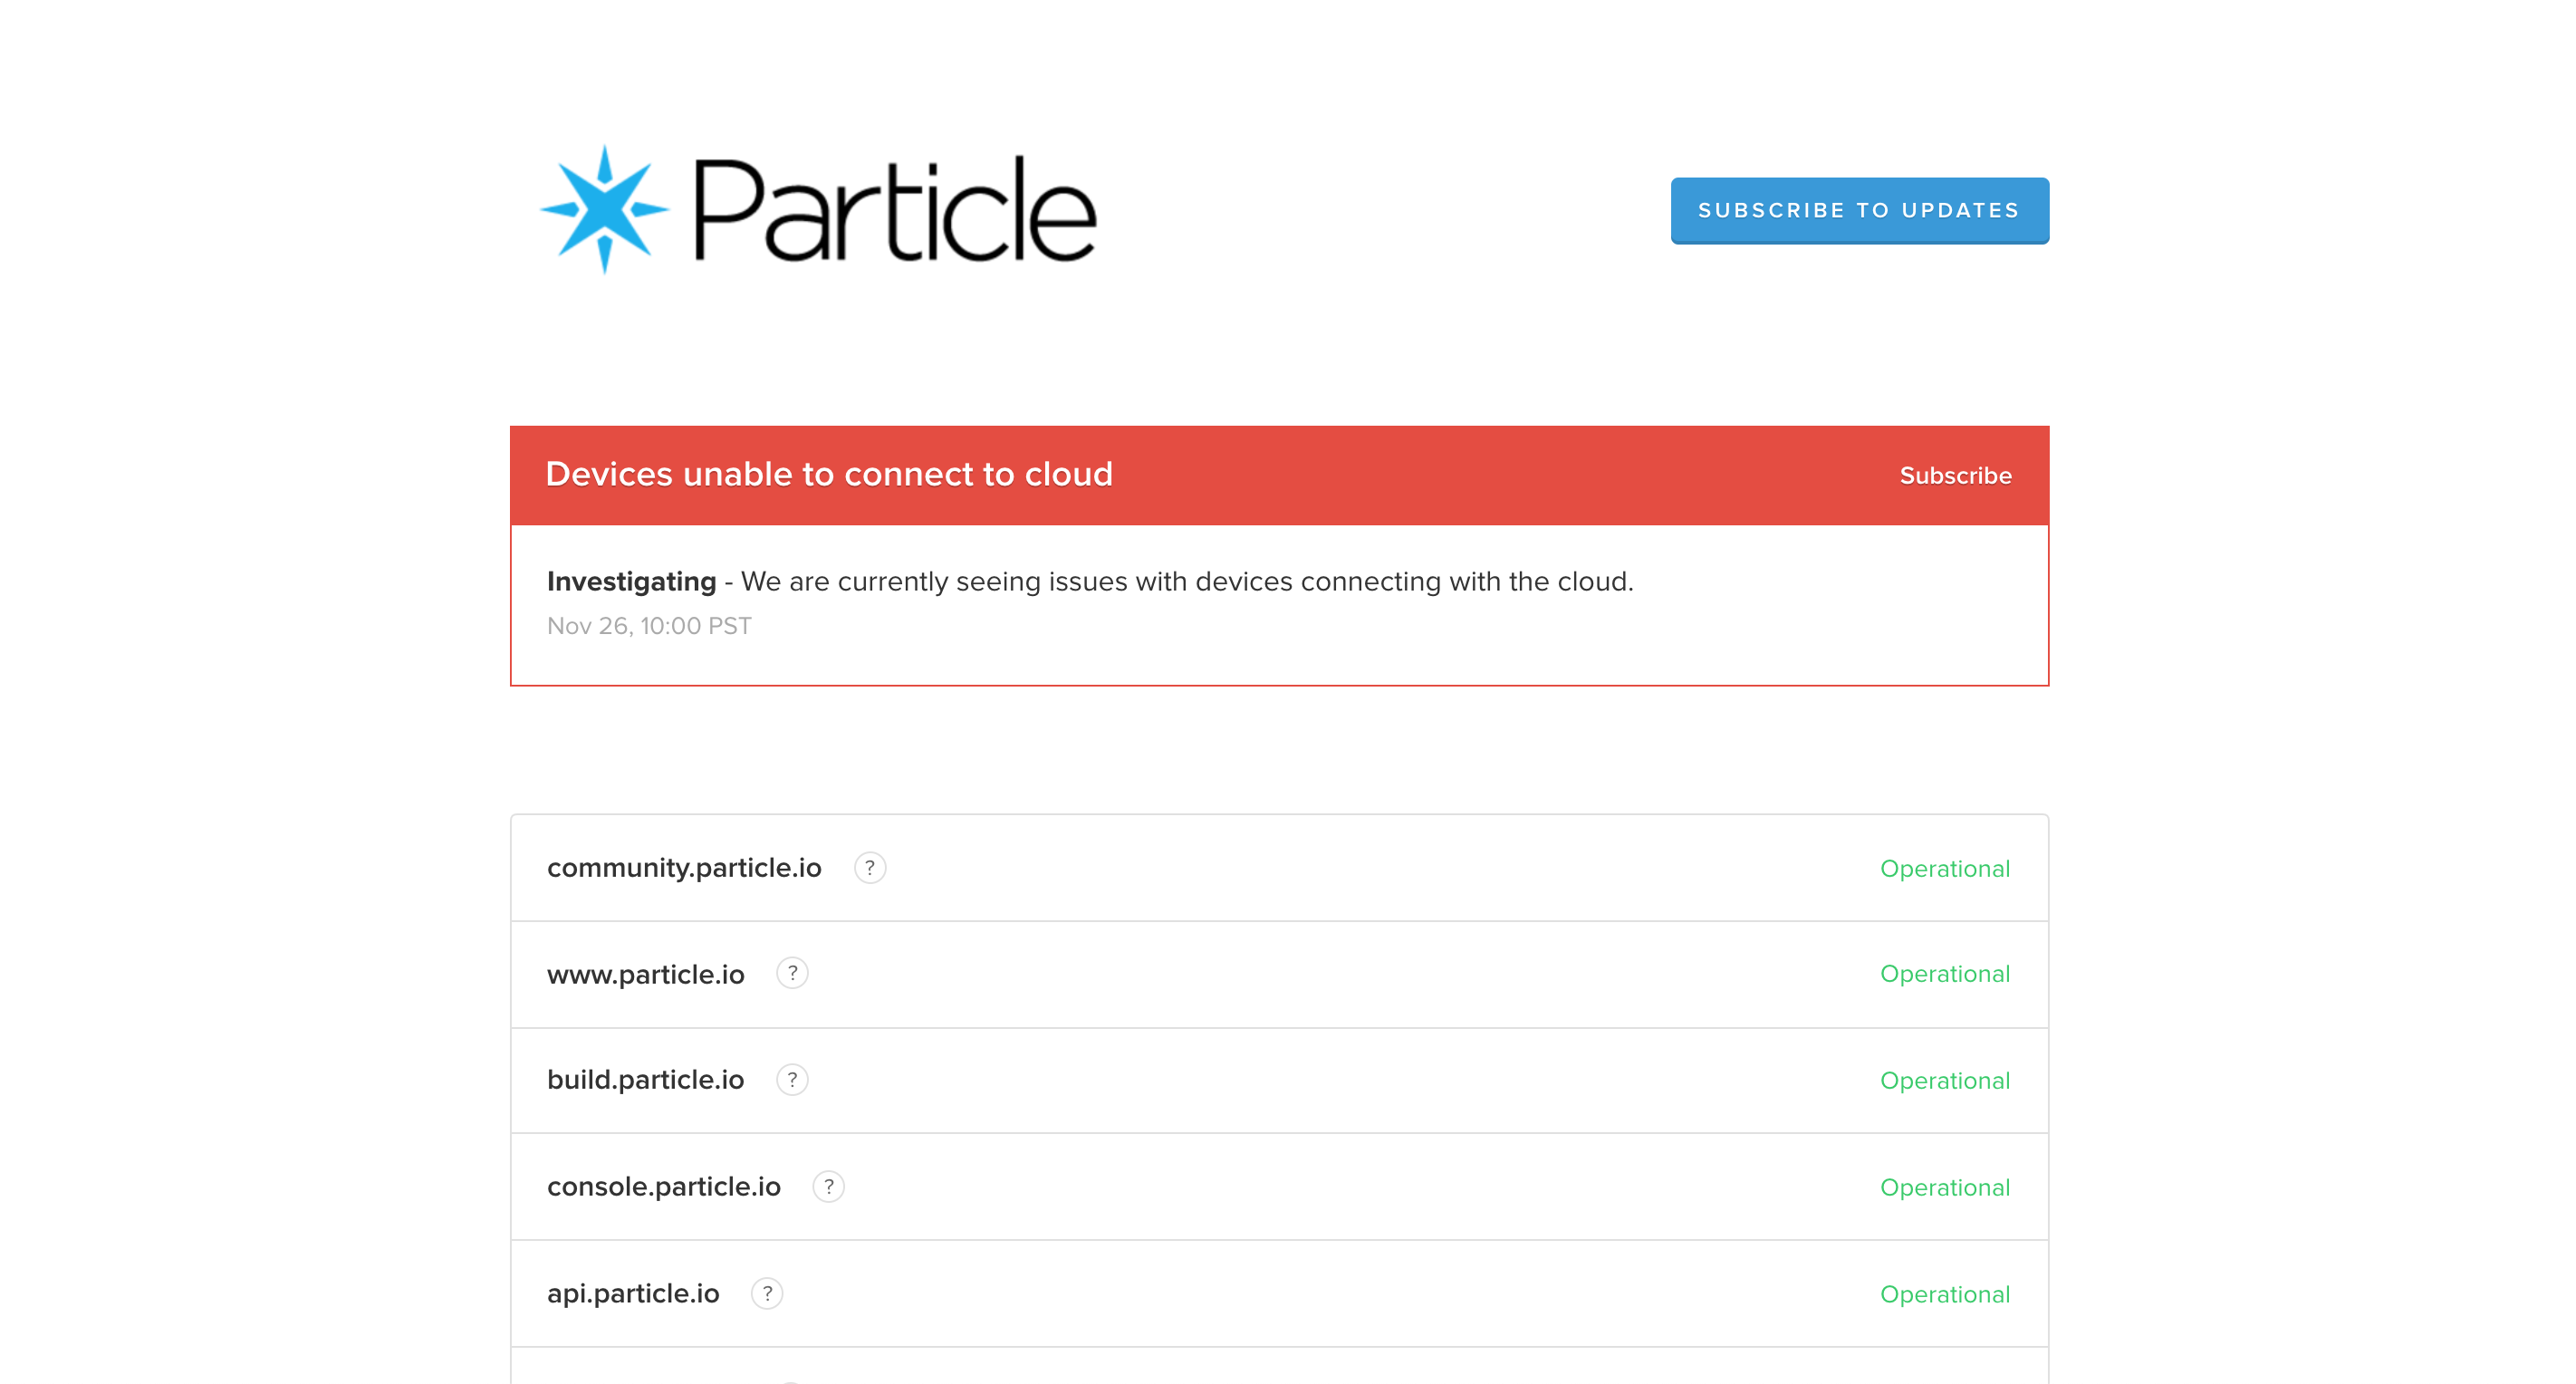 Particle
SUBSCRIBE TO UPDATES
Devices unable to connect to cloud
Subscribe
Investigating - We are currently seeing issues with devices connecting with the cloud.
Nov 26, 10:00 PST
community.particle.io ? Operational
www.particle.io ? Operational
build.particle.io ? Operational
console.particle.io ? Operational
api.particle.io ? Operational